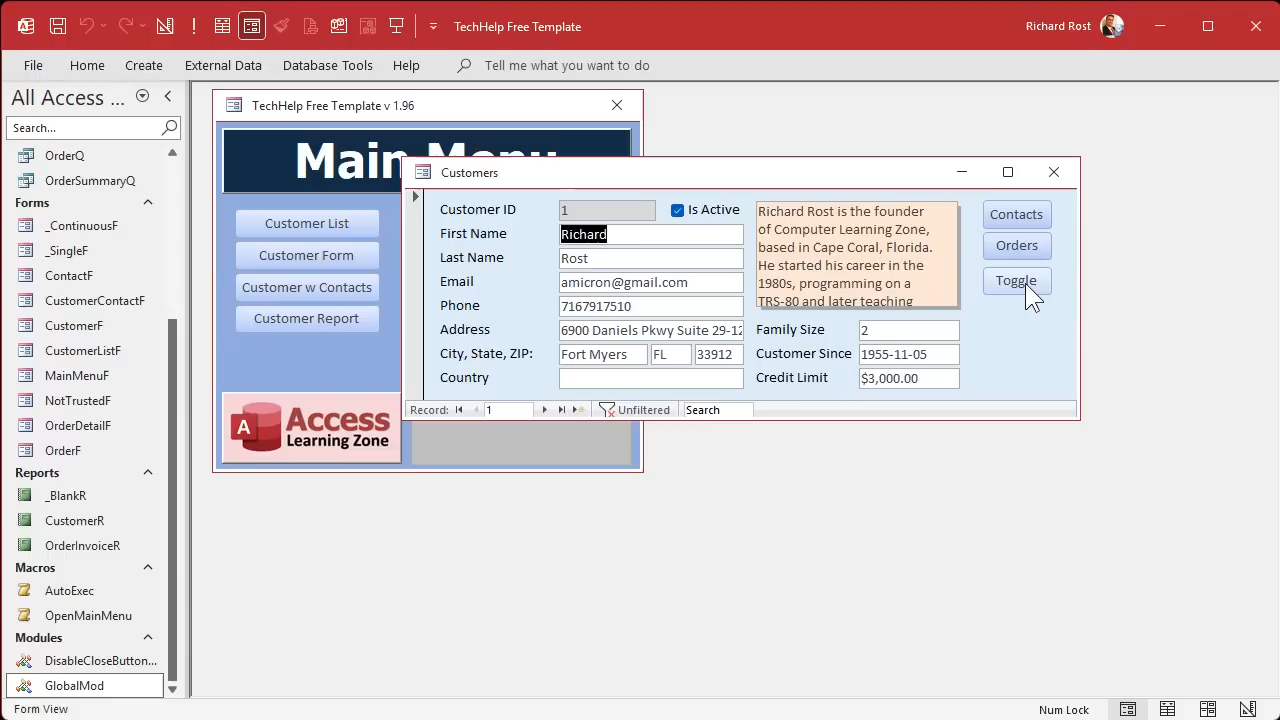 TechHelp Free Template
Richard Rost
File Home Create External Data Database Tools Help Tell me what you want to do
All Access ...
Search...
OrderQ
OrderSummaryQ
Forms
_ContinuousF
_SingleF
ContactF
CustomerContactF
CustomerF
CustomerListF
MainMenuF
NotTrustedF
OrderDetailF
OrderF
Reports
_BlankR
CustomerR
OrderInvoiceR
Macros
AutoExec
OpenMainMenu
Modules
DisableCloseButton...
GlobalMod
TechHelp Free Template v 1.96
Main Menu
Customer List
Customer Form
Customer w Contacts
Customer Report
A
Access
Learning Zone
Customers
Customer ID 1 Is Active
First Name Richard
Last Name Rost
Email amicron@gmail.com
Phone 7167917510
Address 6900 Daniels Pkwy Suite 29-12
City, State, ZIP: Fort Myers FL 33912
Country
Richard Rost is the founder
of Computer Learning Zone,
based in Cape Coral, Florida.
He started his career in the
1980s, programming on a
TRS-80 and later teaching
Family Size 2
Customer Since 1955-11-05
Credit Limit $3,000.00
Contacts
Orders
Toggle
Record: 1 Unfiltered Search
Form View
Num Lock